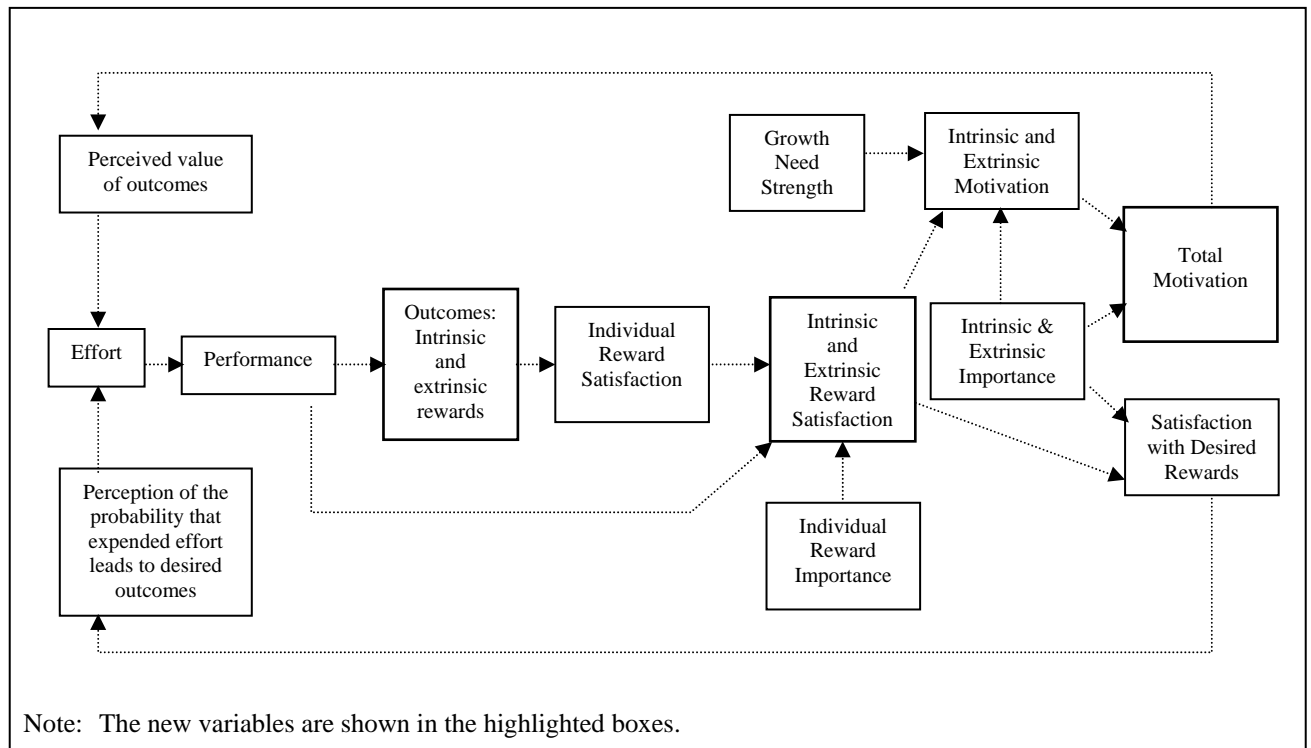 Perceived value
of outcomes
Growth
Need
Strength
Intrinsic and
Extrinsic
Motivation
Total
Motivation
Effort
Performance
Outcomes:
Intrinsic
and
extrinsic
rewards
Individual
Reward
Satisfaction
Intrinsic
and
Extrinsic
Reward
Satisfaction
Intrinsic &
Extrinsic
Importance
Satisfaction
with Desired
Rewards
Perception of the
probability that
expended effort
leads to desired
outcomes
Individual
Reward
Importance
Note: The new variables are shown in the highlighted boxes.